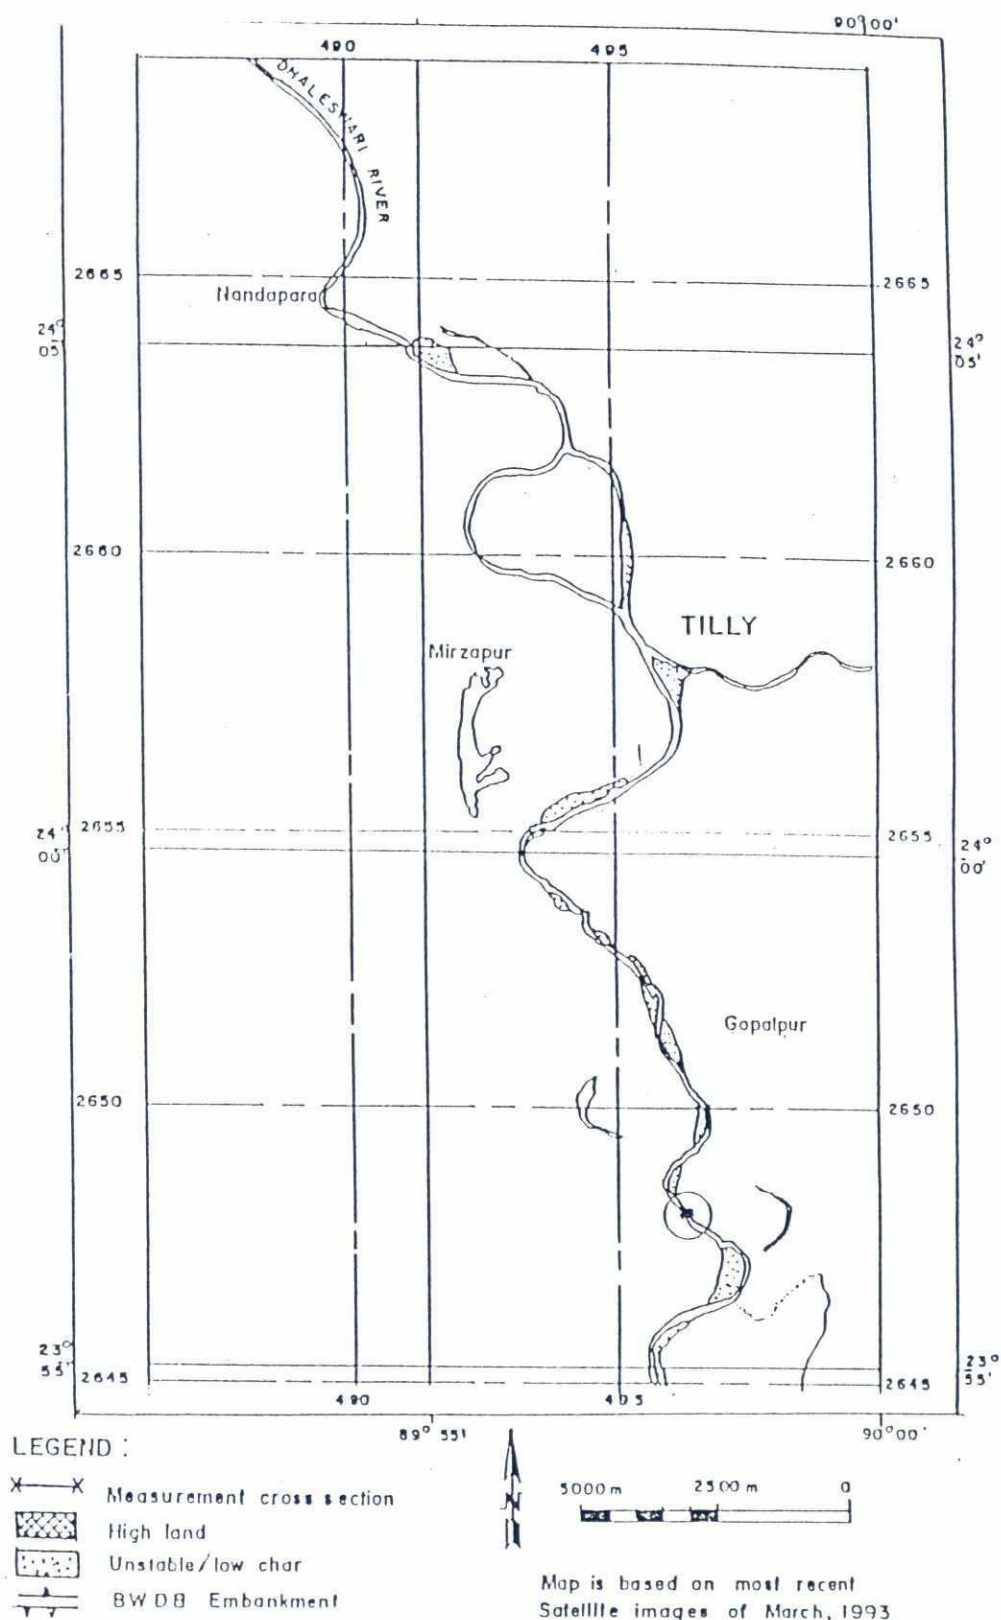 90°00'
490 495
DHALESWARI RIVER
2665 2665
Nandapara
24°
05'
24°
05'
2660 2660
TILLY
Mirzapur
2655 2655
24°
00'
24°
00'
Gopalpur
2650 2650
23°
55'
23°
55'
2645 2645
490 495
89°55' 90°00'
LEGEND :
X X Measurement cross section
High land
Unstable/low char
BWDB Embankment
N
5000 m 2500 m 0
Map is based on most recent
Satellite images of March, 1993